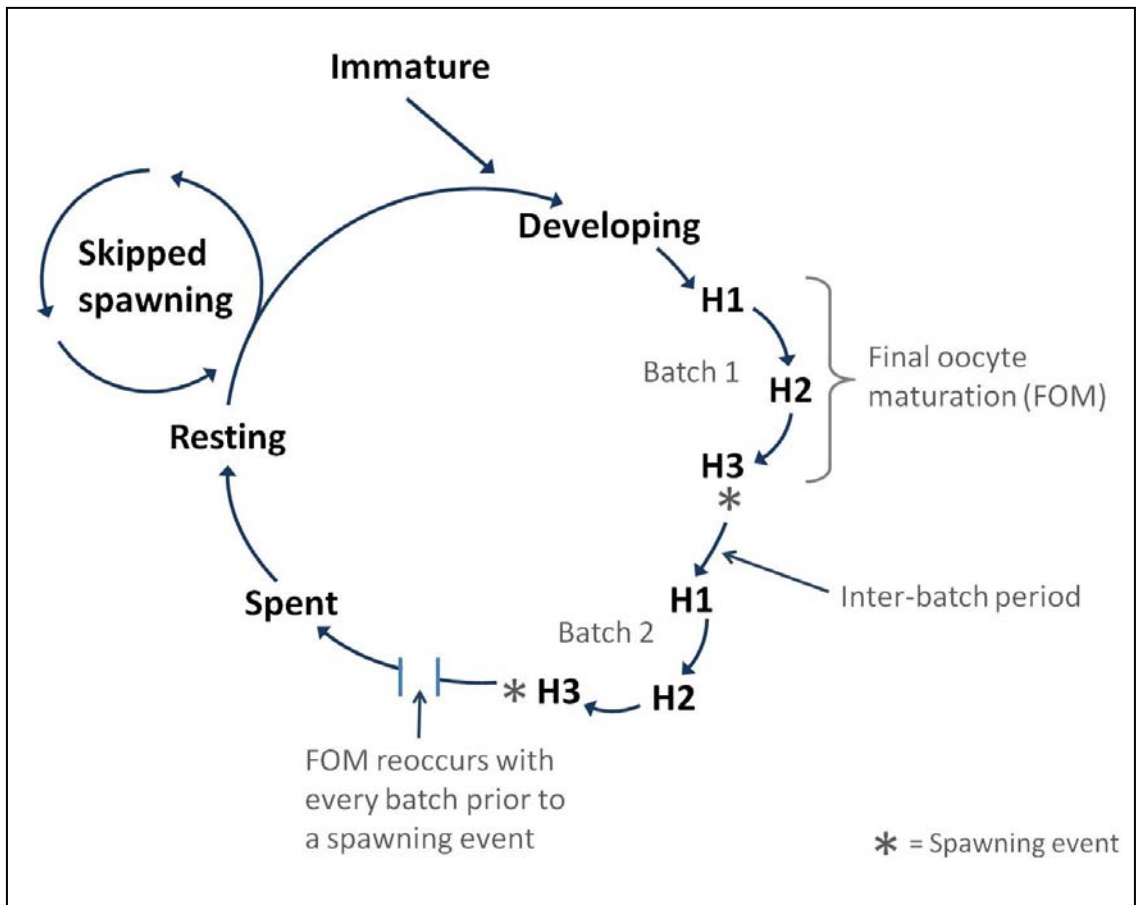 Immature
Skipped
spawning
Developing
H1
Batch 1
H2
Final oocyte
maturation (FOM)
H3
*
Resting
Inter-batch period
H1
Batch 2
Spent
* H3
H2
FOM reoccurs with
every batch prior to
a spawning event
* = Spawning event